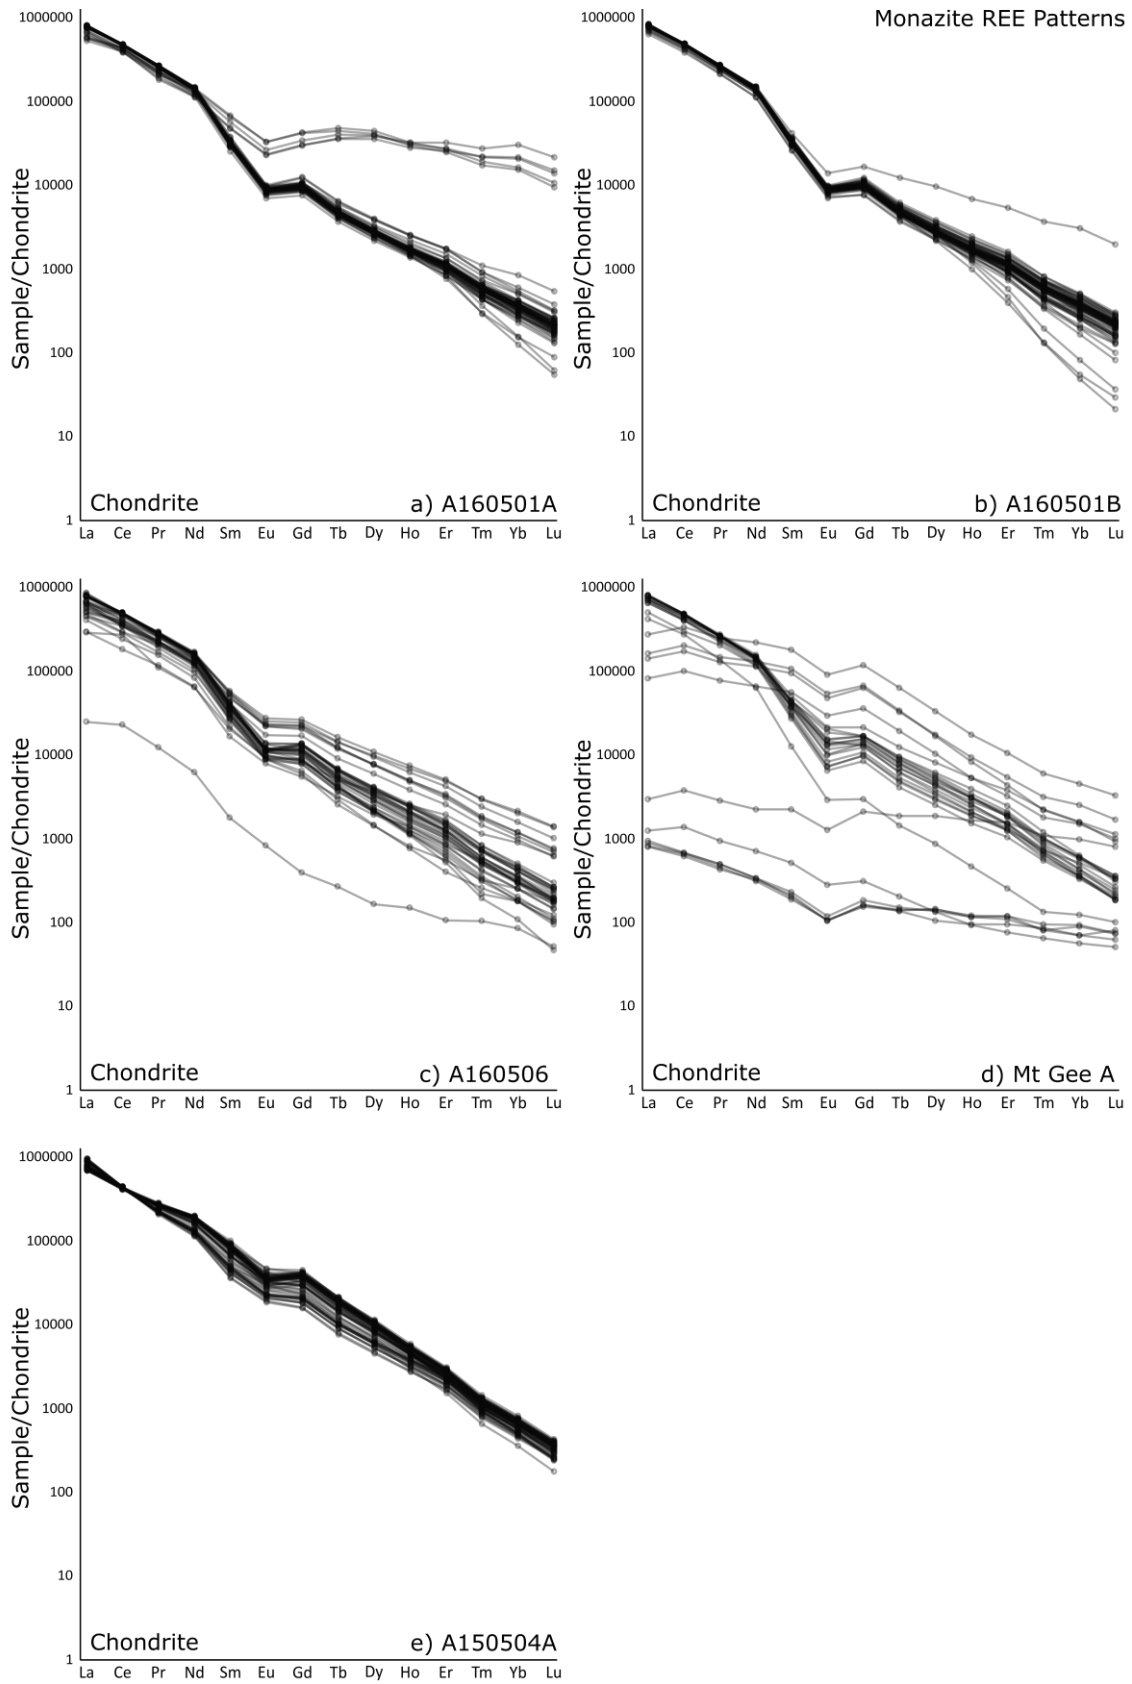 Monazite REE Patterns
Sample/Chondrite
1000000
100000
10000
1000
100
10
1
Chondrite
a) A160501A
La Ce Pr Nd Sm Eu Gd Tb Dy Ho Er Tm Yb Lu
Sample/Chondrite
1000000
100000
10000
1000
100
10
1
Chondrite
b) A160501B
La Ce Pr Nd Sm Eu Gd Tb Dy Ho Er Tm Yb Lu
Sample/Chondrite
1000000
100000
10000
1000
100
10
1
Chondrite
c) A160506
La Ce Pr Nd Sm Eu Gd Tb Dy Ho Er Tm Yb Lu
Sample/Chondrite
1000000
100000
10000
1000
100
10
1
Chondrite
d) Mt Gee A
La Ce Pr Nd Sm Eu Gd Tb Dy Ho Er Tm Yb Lu
Sample/Chondrite
1000000
100000
10000
1000
100
10
1
Chondrite
e) A150504A
La Ce Pr Nd Sm Eu Gd Tb Dy Ho Er Tm Yb Lu